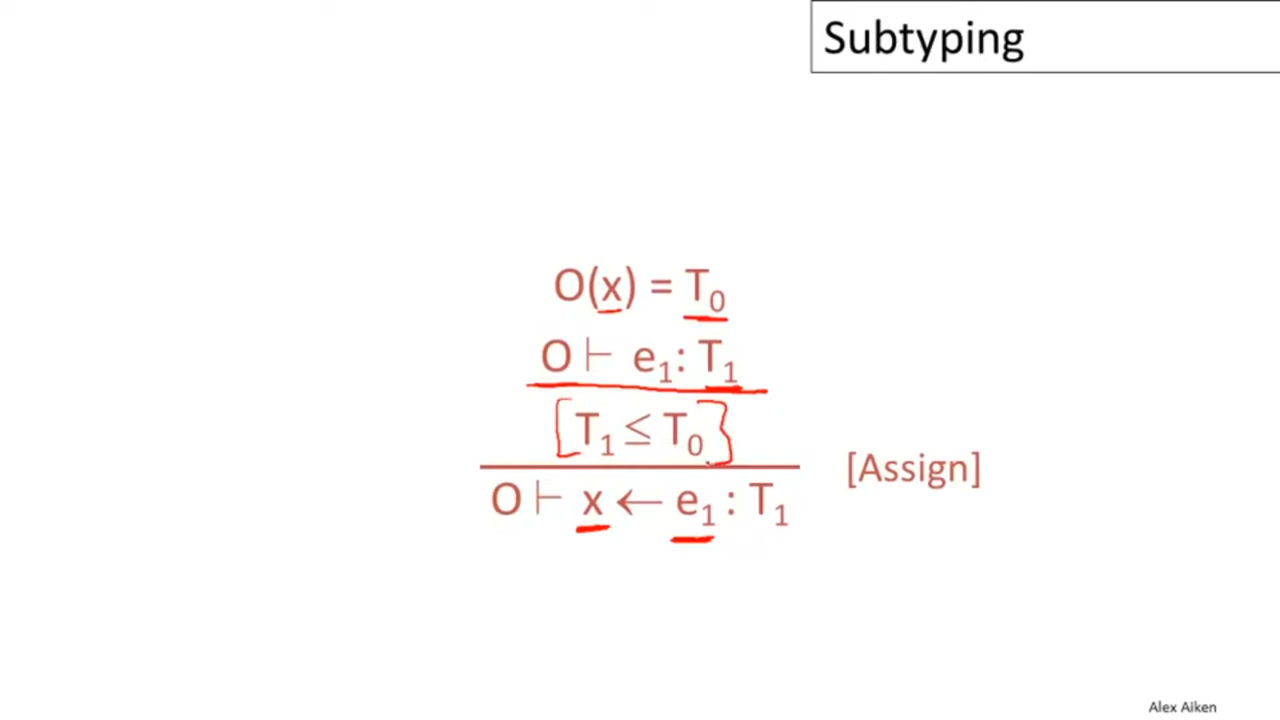 Subtyping
O(x) = T₀
O ⊢ e₁: T₁
[T₁ ≤ T₀}
O ⊢ x ← e₁ : T₁
[Assign]
Alex Aiken